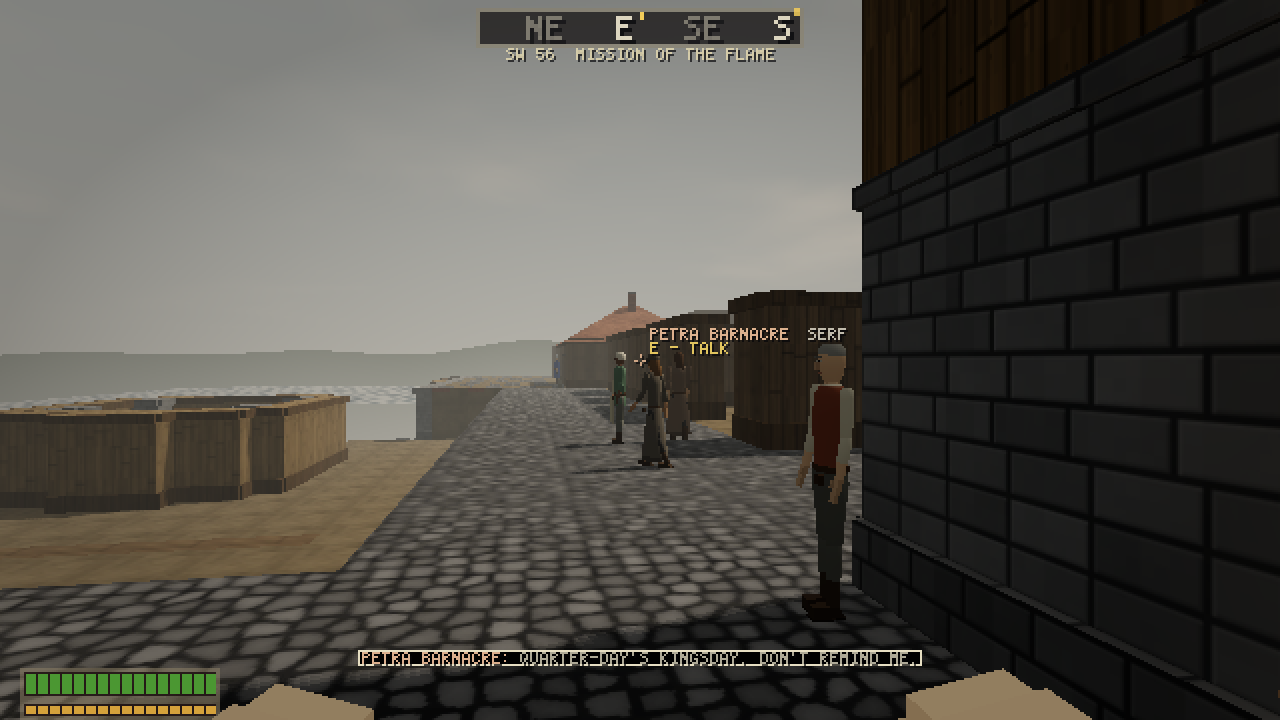 NE E SE S
SW 56 MISSION OF THE FLAME
PETRA BARNACRE SERF
E - TALK
PETRA BARNACRE: QUARTER-DAY'S KINGSDAY. DON'T REMIND ME.